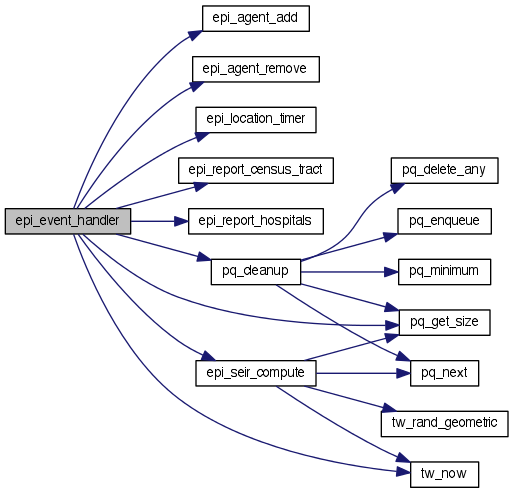 epi_agent_add
epi_agent_remove
epi_location_timer
epi_report_census_tract
pq_delete_any
epi_event_handler
epi_report_hospitals
pq_enqueue
pq_cleanup
pq_minimum
pq_get_size
epi_seir_compute
pq_next
tw_rand_geometric
tw_now